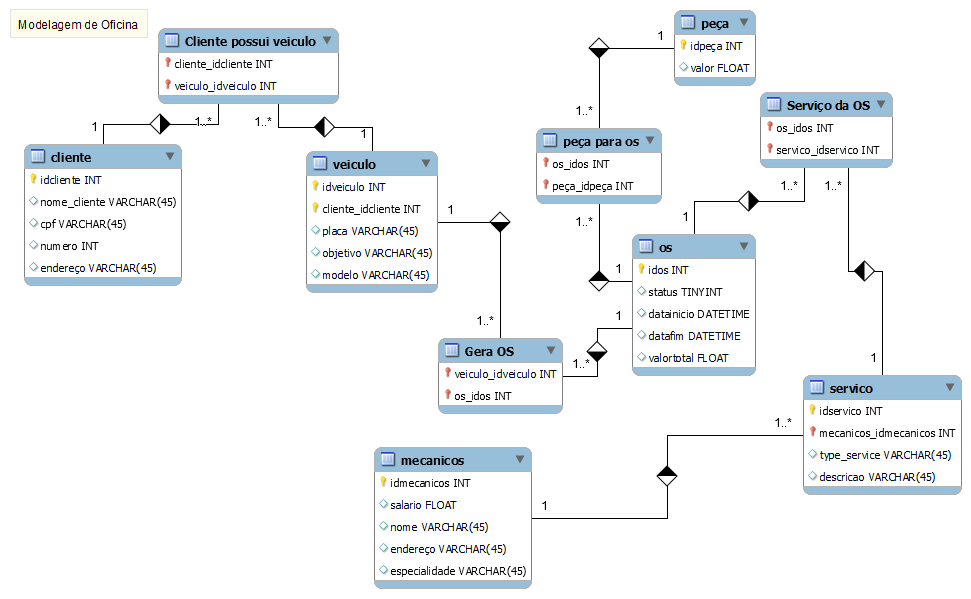 Modelagem de Oficina
Cliente possui veiculo
cliente_idcliente INT
veiculo_idveiculo INT
1
1..*
1..*
1
cliente
idcliente INT
nome_cliente VARCHAR(45)
cpf VARCHAR(45)
numero INT
endereço VARCHAR(45)
veiculo
idveiculo INT
cliente_idcliente INT
placa VARCHAR(45)
objetivo VARCHAR(45)
modelo VARCHAR(45)
1
1..*
peça
idpeça INT
valor FLOAT
1
1..*
peça para os
os_idos INT
peça_idpeça INT
1..*
1
Serviço da OS
os_idos INT
servico_idservico INT
1..*
1..*
1
os
idos INT
status TINYINT
datainicio DATETIME
datafim DATETIME
valortotal FLOAT
1
1..*
Gera OS
veiculo_idveiculo INT
os_idos INT
1
servico
idservico INT
mecanicos_idmecanicos INT
type_service VARCHAR(45)
descricao VARCHAR(45)
1..*
1
mecanicos
idmecanicos INT
salario FLOAT
nome VARCHAR(45)
endereço VARCHAR(45)
especialidade VARCHAR(45)